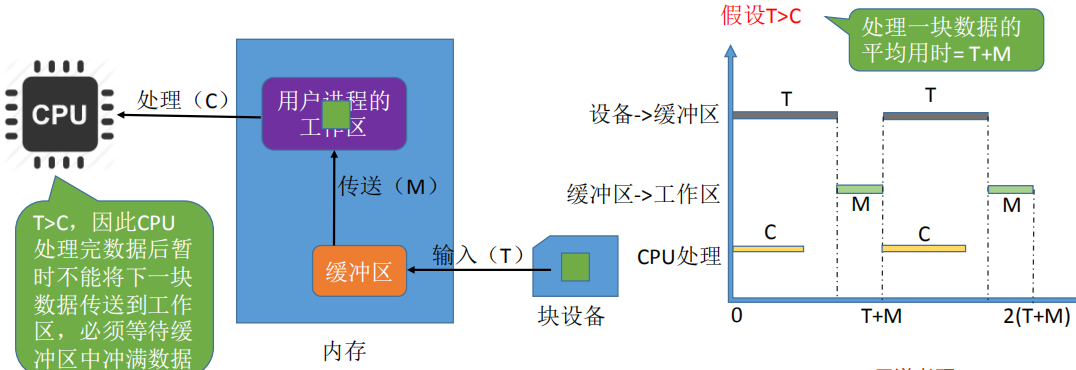 假设T>C
处理一块数据的
平均用时= T+M
CPU
处理（C）
用户进程的
工作区
传送（M）
缓冲区
输入（T）
块设备
内存
T>C，因此CPU
处理完数据后暂
时不能将下一块
数据传送到工作
区，必须等待缓
冲区中冲满数据
设备->缓冲区
T
T
缓冲区->工作区
M
M
CPU处理
C
C
0
T+M
2(T+M)